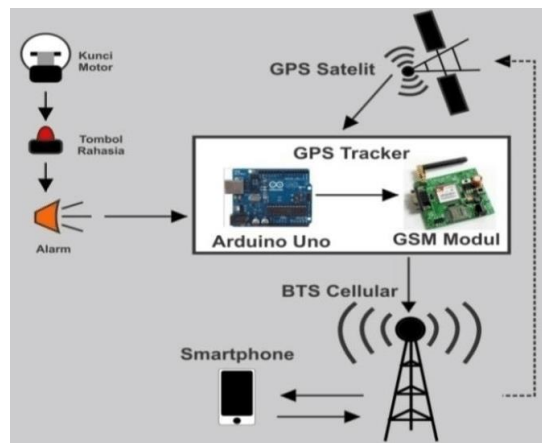 Kunci
Motor
GPS Satelit
Tombol
Rahasia
GPS Tracker
Arduino Uno
GSM Modul
Alarm
BTS Cellular
Smartphone